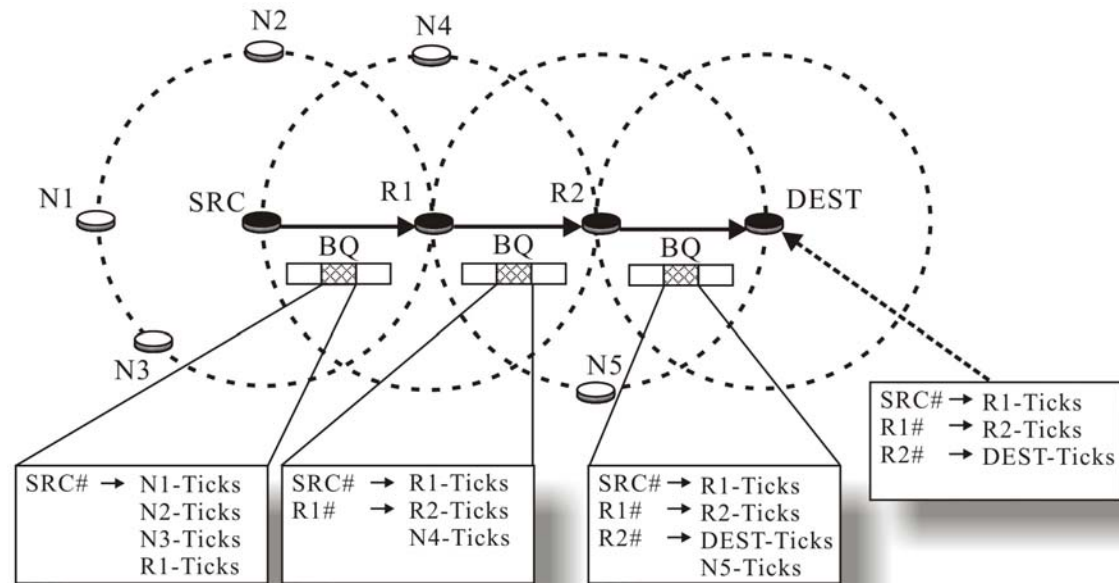 N2
N4
N1
SRC
R1
R2
DEST
BQ
BQ
BQ
N3
N5
SRC# → R1-Ticks
R1# → R2-Ticks
R2# → DEST-Ticks
SRC# → N1-Ticks
N2-Ticks
N3-Ticks
R1-Ticks
SRC# → R1-Ticks
R1# → R2-Ticks
N4-Ticks
SRC# → R1-Ticks
R1# → R2-Ticks
R2# → DEST-Ticks
N5-Ticks